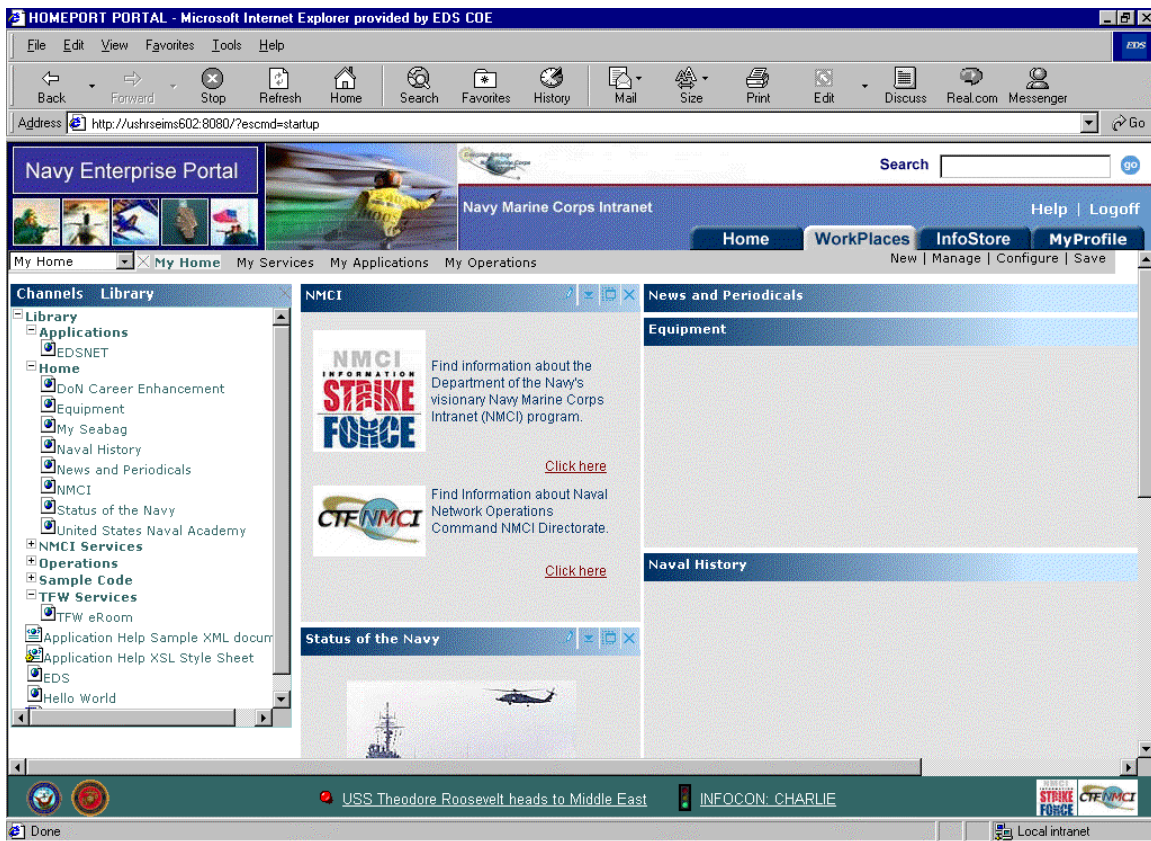 HOMEPORT PORTAL - Microsoft Internet Explorer provided by EDS COE
File Edit View Favorites Tools Help
EDS
Back Forward Stop Refresh Home Search Favorites History Mail Size Print Edit Discuss Real.com Messenger
Address http://ushrseims602:8080/?escmd=startup Go
Navy Enterprise Portal
Search go
Navy Marine Corps Intranet
Help | Logoff
Home WorkPlaces InfoStore MyProfile
My Home My Home My Services My Applications My Operations
New | Manage | Configure | Save
Channels Library
Library
Applications
EDSNET
Home
DoN Career Enhancement
Equipment
My Seabag
Naval History
News and Periodicals
NMCI
Status of the Navy
United States Naval Academy
NMCI Services
Operations
Sample Code
TFW Services
TFW eRoom
Application Help Sample XML docum
Application Help XSL Style Sheet
EDS
Hello World
NMCI
NMCI
INFORMATION
STRIKE
FORCE
Find information about the
Department of the Navy's
visionary Navy Marine Corps
Intranet (NMCI) program.
Click here
CTF NMCI
Find Information about Naval
Network Operations
Command NMCI Directorate.
Click here
Status of the Navy
News and Periodicals
Equipment
Naval History
USS Theodore Roosevelt heads to Middle East
INFOCON: CHARLIE
NMCI
STRIKE
FORCE
CTF NMCI
Done
Local intranet